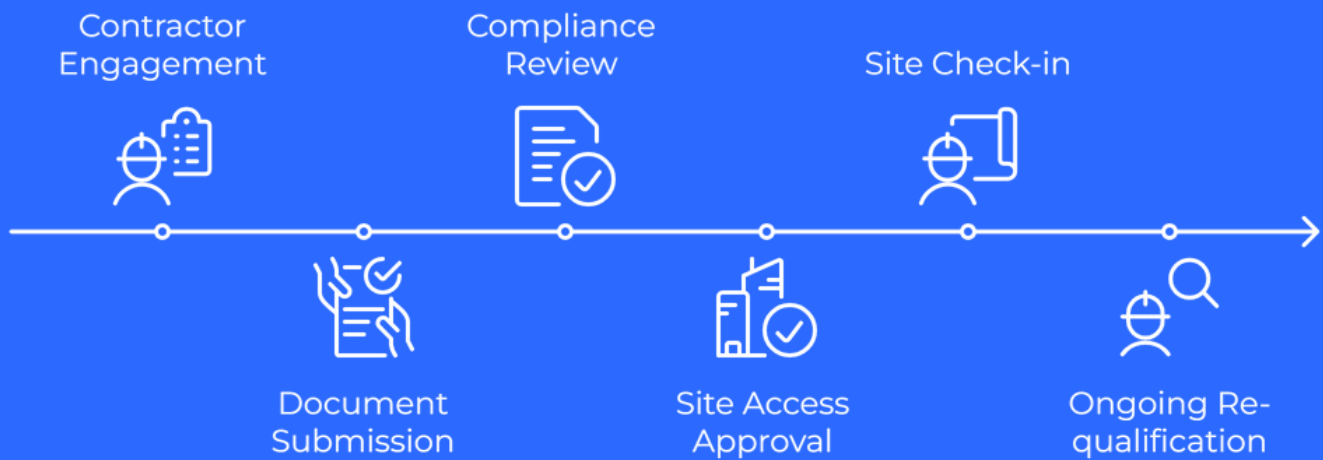 Contractor
Engagement
Compliance
Review
Site Check-in
Document
Submission
Site Access
Approval
Ongoing Re-
qualification